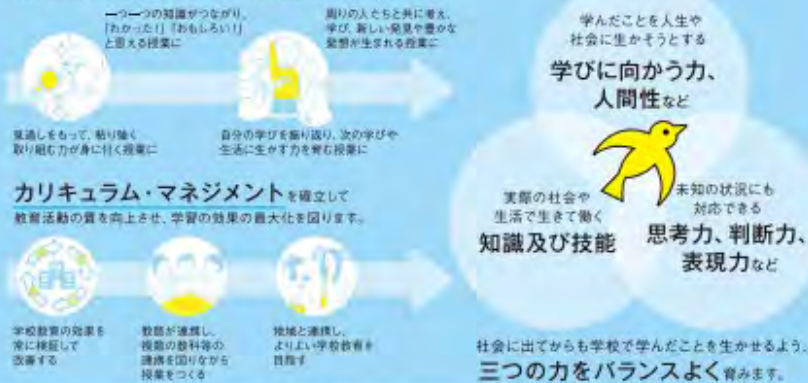 一つ一つの知識がつながり、
「わかった!」「おもしろい!」
と思える授業に
周りの人たちと共に考え、
学び、新しい発見や豊かな
発想が生まれる授業に
見通しをもって、粘り強く
取り組む力が身に付く授業に
自分の学びを振り返り、次の学びや
生活に生かす力を育む授業に
カリキュラム・マネジメントを確立して
教育活動の質を向上させ、学習の効果の最大化を図ります。
学校教育の効果を
常に検証して
改善する
教師が連携し、
複数の教科等の
連携を図りながら
授業をつくる
地域と連携し、
よりよい学校教育を
目指す
学んだことを人生や
社会に生かそうとする
学びに向かう力、
人間性など
実際の社会や
生活で生きて働く
知識及び技能
未知の状況にも
対応できる
思考力、判断力、
表現力など
社会に出てからも学校で学んだことを生かせるよう、
三つの力をバランスよく育みます。